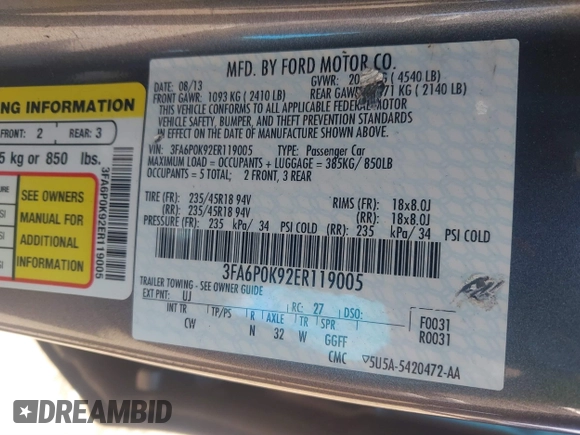 MFD. BY FORD MOTOR CO.
08/13 GVWR: 20 KG ( 4540 LB)
FRONT GAWR: 1093 KG ( 2410 LB) REAR GAWR 71 KG ( 2140 LB)
THIS VEHICLE CONFORMS TO ALL APPLICABLE FEDERAL MOTOR
VEHICLE SAFETY, BUMPER, AND THEFT PREVENTION STANDARDS
IN EFFECT ON THE DATE OF MANUFACTURE SHOWN ABOVE.
VIN: 3FA6P0K92ER119005 TYPE: Passenger Car
MAXIMUM LOAD = OCCUPANTS + LUGGAGE = 385KG/850LB
OCCUPANTS = 5 TOTAL; 2 FRONT, 3 REAR
TIRE (FR): 235/45R18 94V RIMS (FR): 18x8.0J
(RR): 235/45R18 94V (RR): 18x8.0J
PRESSURE (FR): 235 kPa/ 34 PSI COLD (RR): 235 kPa/ 34 PSI COLD
3FA6P0K92ER119005
TRAILER TOWING - SEE OWNER GUIDE
EXT PNT: UJ RC: 27 DSO:
INT TR TP/PS R AXLE TR SPR F0031
CW N 32 W GGFF R0031
CMC 5U5A-5420472-AA
NG INFORMATION
FRONT: 2 REAR: 3
5 kg or 850 lbs.
SEE OWNERS
MANUAL FOR
ADDITIONAL
INFORMATION
3FA6P0K92ER119005
DREAMBID